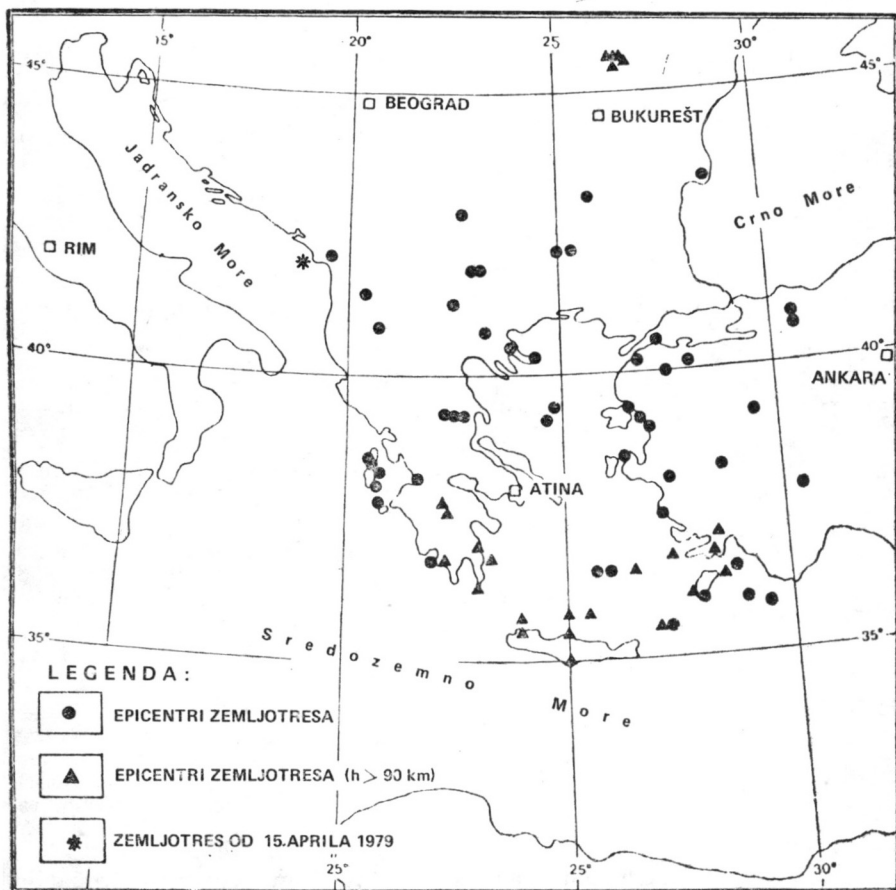 15° 20° 25° 30°
45° 45°
BEOGRAD
BUKUREŠT
Jadransko More
Crno More
RIM
40° 40°
ANKARA
ATINA
35° 35°
Sredozemno More
LEGENDA:
EPICENTRI ZEMLJOTRESA
EPICENTRI ZEMLJOTRESA (h > 90 km)
ZEMLJOTRES OD 15.APRILA 1979
25° 25° 30°